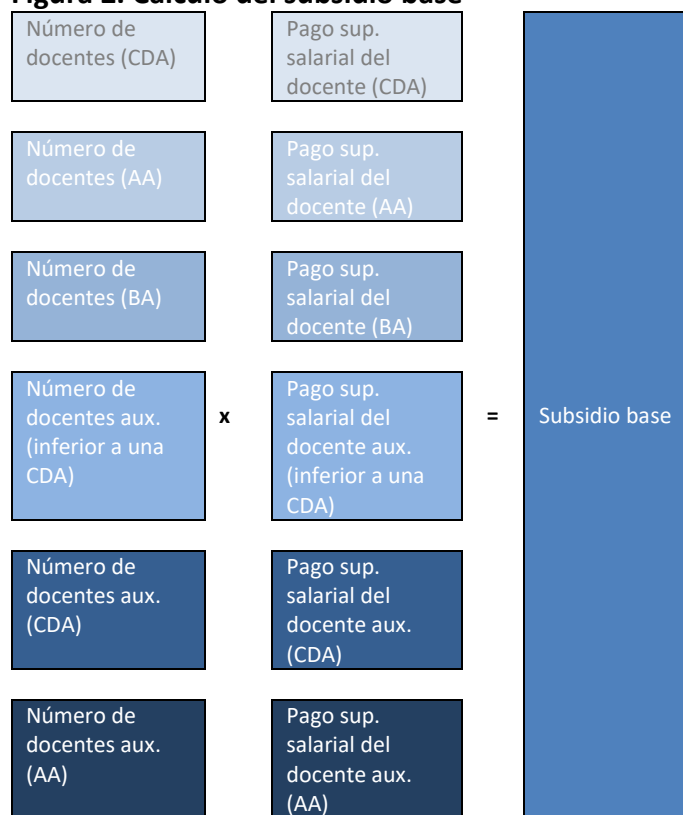 Figura 2. Cálculo del subsidio base
Número de
docentes (CDA)
Pago sup.
salarial del
docente (CDA)
Número de
docentes (AA)
Pago sup.
salarial del
docente (AA)
Número de
docentes (BA)
Pago sup.
salarial del
docente (BA)
Número de
docentes aux.
(inferior a una
CDA)
x
Pago sup.
salarial del
docente aux.
(inferior a una
CDA)
=
Subsidio base
Número de
docentes aux.
(CDA)
Pago sup.
salarial del
docente aux.
(CDA)
Número de
docentes aux.
(AA)
Pago sup.
salarial del
docente aux.
(AA)